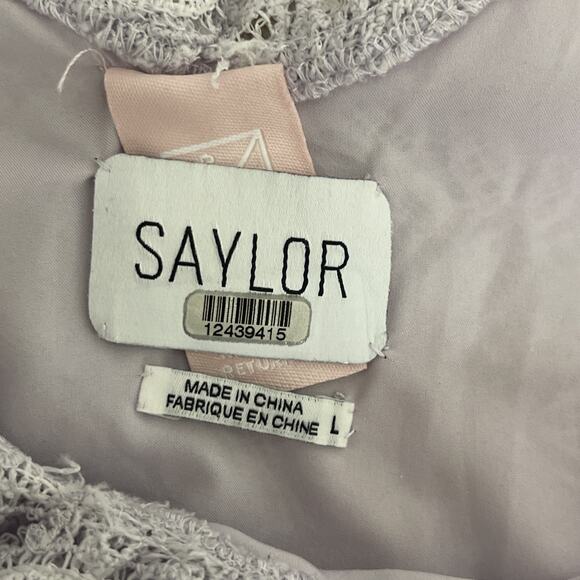 SAYLOR
12439415
MADE IN CHINA
FABRIQUE EN CHINE
L